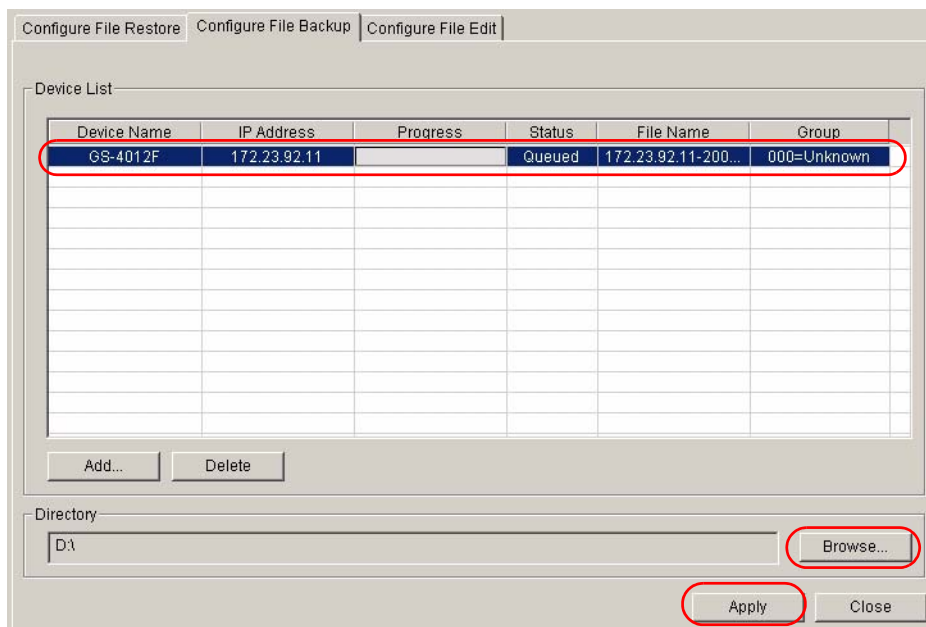 Configure File Restore Configure File Backup Configure File Edit
Device List
Device Name IP Address Progress Status File Name Group
GS-4012F 172.23.92.11 Queued 172.23.92.11-200... 000=Unknown
Add... Delete
Directory
D:\ Browse...
Apply Close